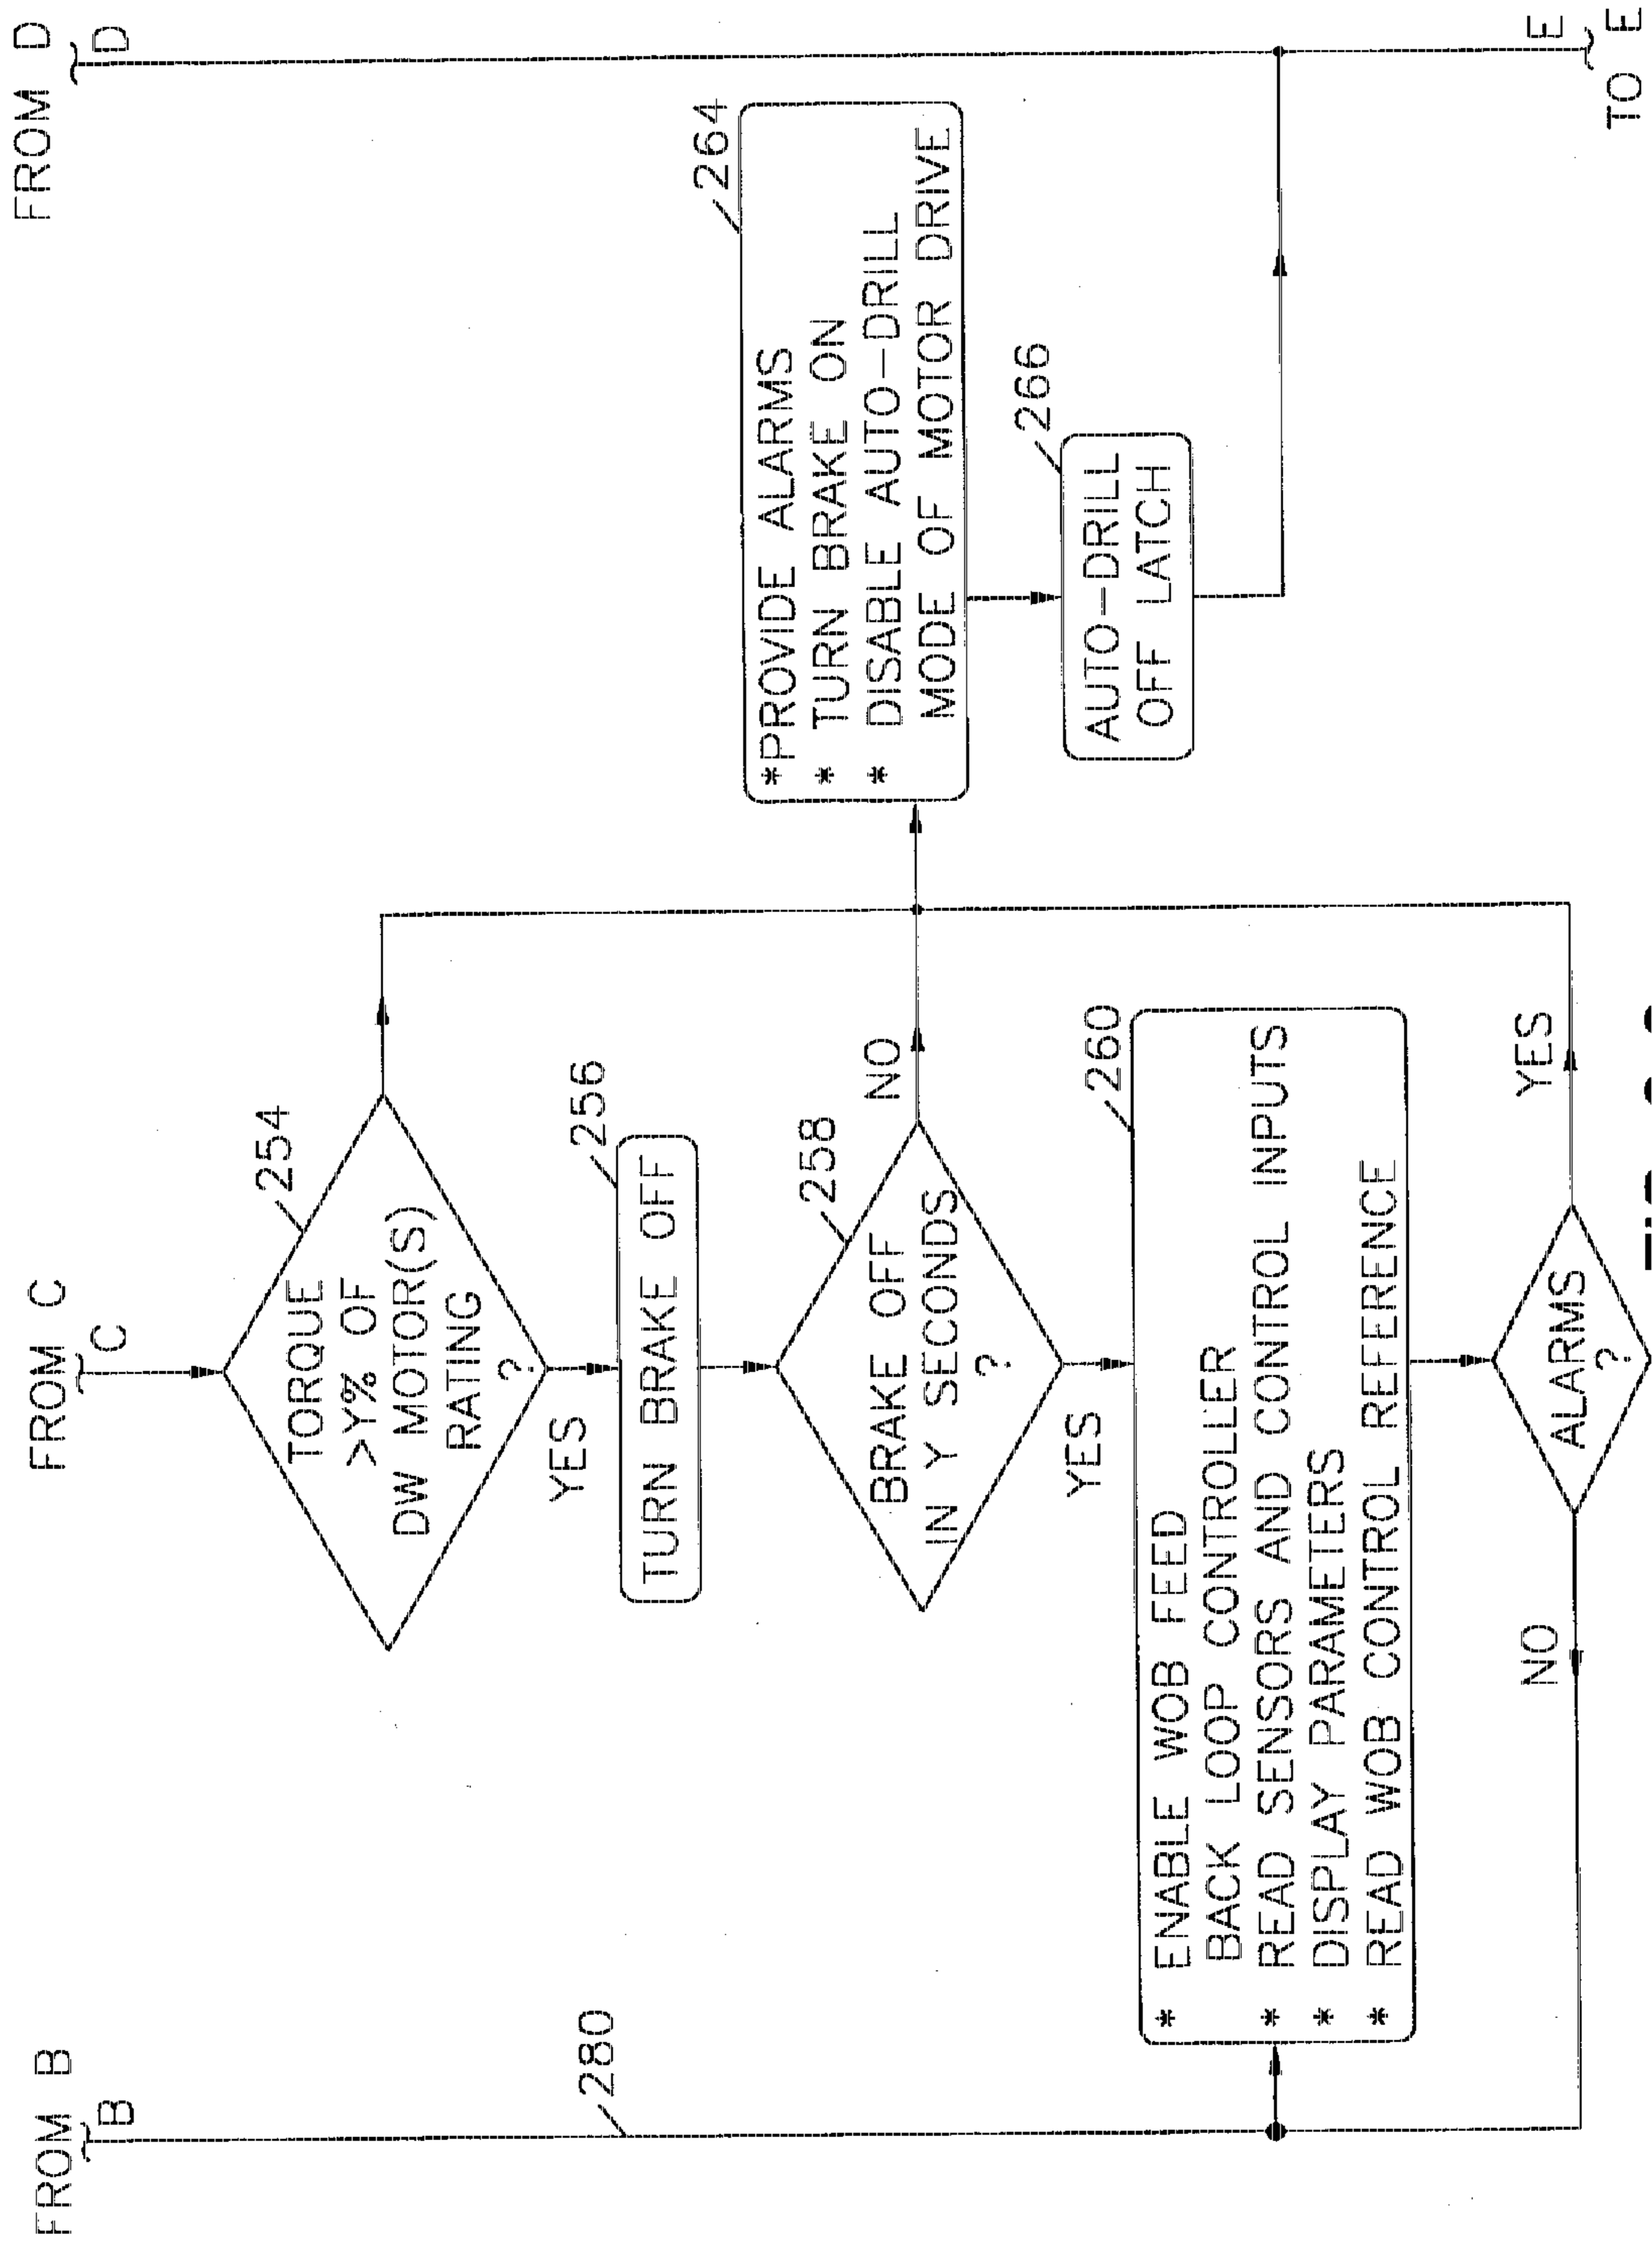 FROM B
B
FROM C
C
FROM D
D
254
TORQUE
>Y% OF
DW MOTOR(S)
RATING
?
YES
256
TURN BRAKE OFF
258
BRAKE OFF
IN Y SECONDS
?
NO
YES
280
260
* ENABLE WOB FEED
BACK LOOP CONTROLLER
* READ SENSORS AND CONTROL INPUTS
* DISPLAY PARAMETERS
* READ WOB CONTROL REFERENCE
ALARMS
?
NO
YES
264
*PROVIDE ALARMS
* TURN BRAKE ON
* DISABLE AUTO-DRILL
MODE OF MOTOR DRIVE
266
AUTO-DRILL
OFF LATCH
E
TO E